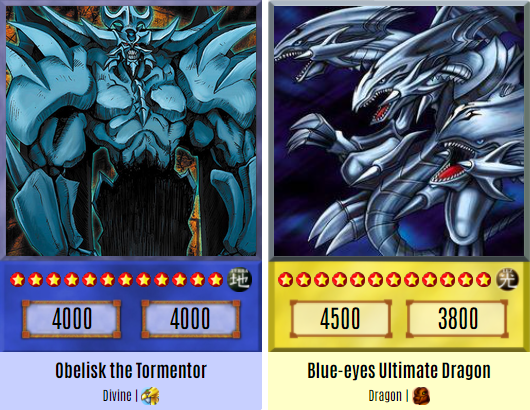 地
光
4000 4000
4500 3800
Obelisk the Tormentor
Blue-eyes Ultimate Dragon
Divine |
Dragon |